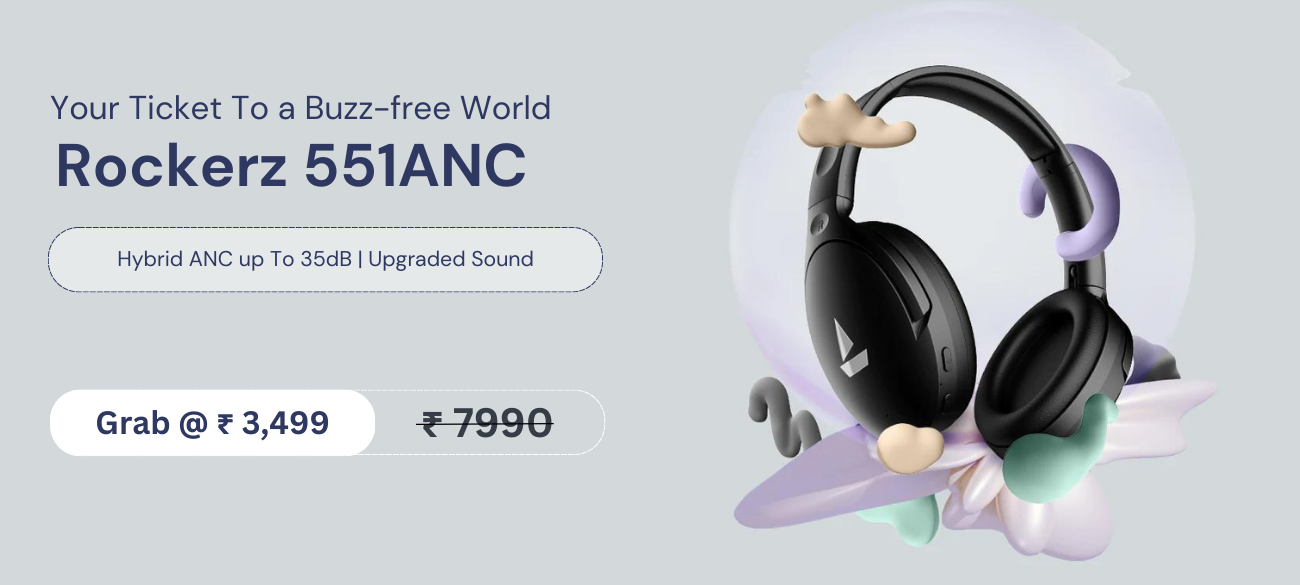 Your Ticket To a Buzz-free World
Rockerz 551ANC
Hybrid ANC up To 35dB | Upgraded Sound
Grab @ ₹ 3,499 ₹ 7990